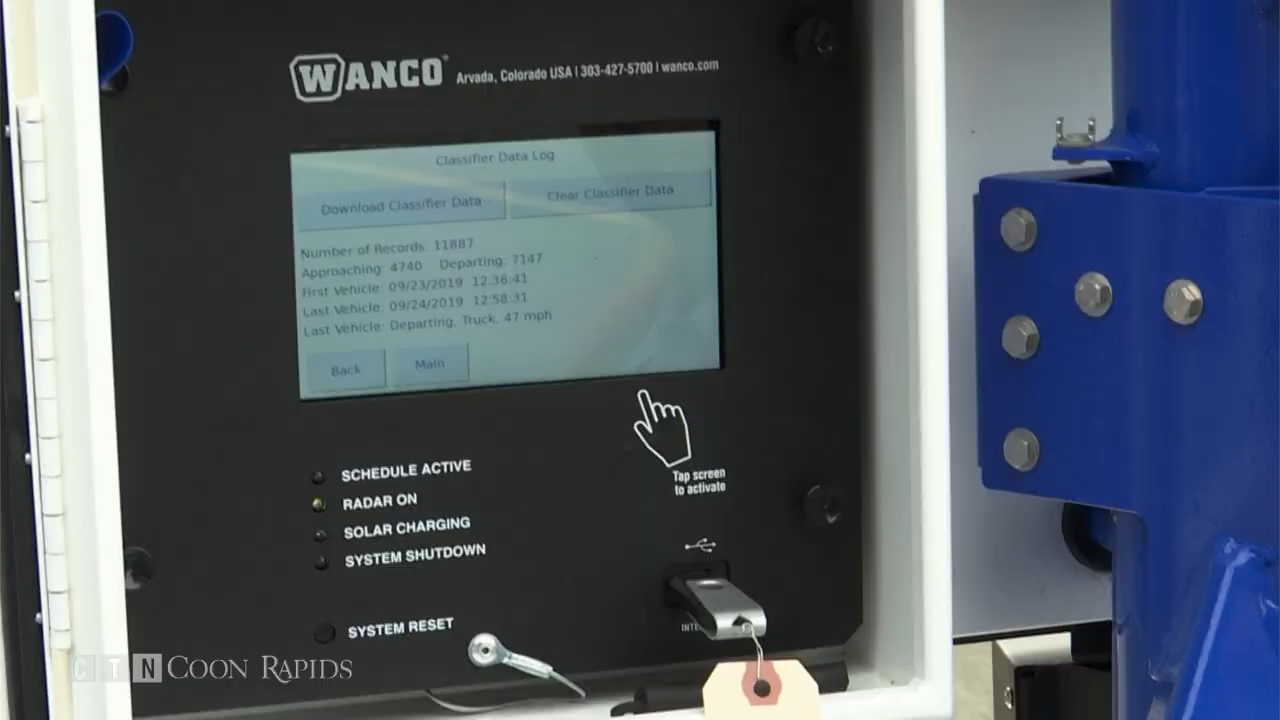 WANCO® Arvada, Colorado USA | 303-427-5700 | wanco.com
Classifier Data Log
Download Classifier Data
Clear Classifier Data
Number of Records: 11887
Approaching: 4740 Departing: 7147
First Vehicle: 09/23/2019 12:36:41
Last Vehicle: 09/24/2019 12:58:31
Last Vehicle: Departing, Truck, 47 mph
Back
Main
Tap screen
to activate
SCHEDULE ACTIVE
RADAR ON
SOLAR CHARGING
SYSTEM SHUTDOWN
SYSTEM RESET
CTN COON RAPIDS